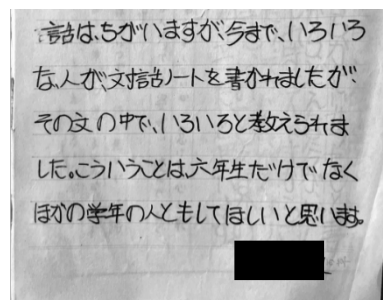 話は、ちがいますが、今まで、いろいろ
な、人が、対話ノートを書かれましたが、
その文の中で、いろいろと教えられま
した。こういうことは、六年生だけでなく
ほかの学年の人ともしてほしいと思います。